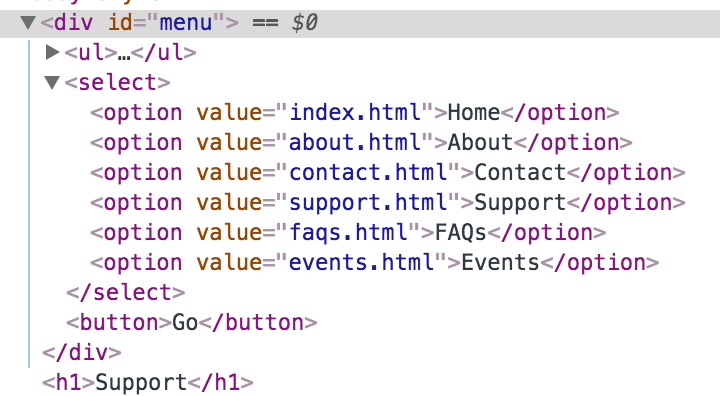 ▼<div id="menu"> == $0
▶<ul>…</ul>
▼<select>
<option value="index.html">Home</option>
<option value="about.html">About</option>
<option value="contact.html">Contact</option>
<option value="support.html">Support</option>
<option value="faqs.html">FAQs</option>
<option value="events.html">Events</option>
</select>
<button>Go</button>
</div>
<h1>Support</h1>